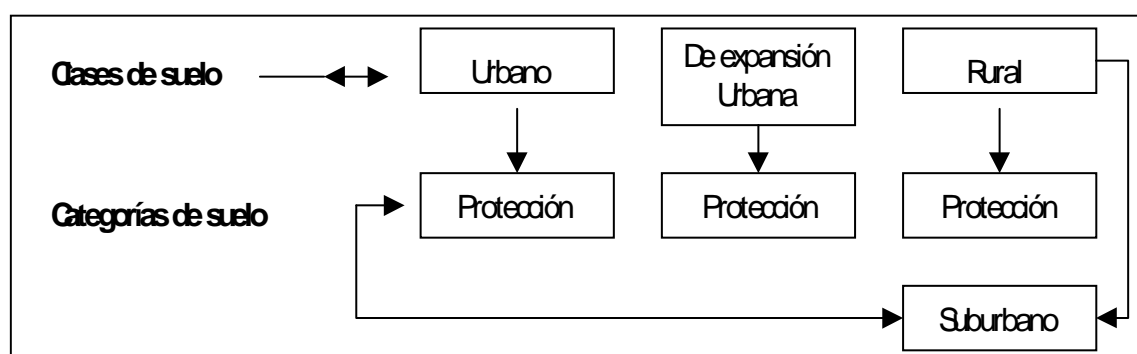 Clases de suelo
Urbano
De expansión
Urbana
Rural
Categorías de suelo
Protección
Protección
Protección
Suburbano